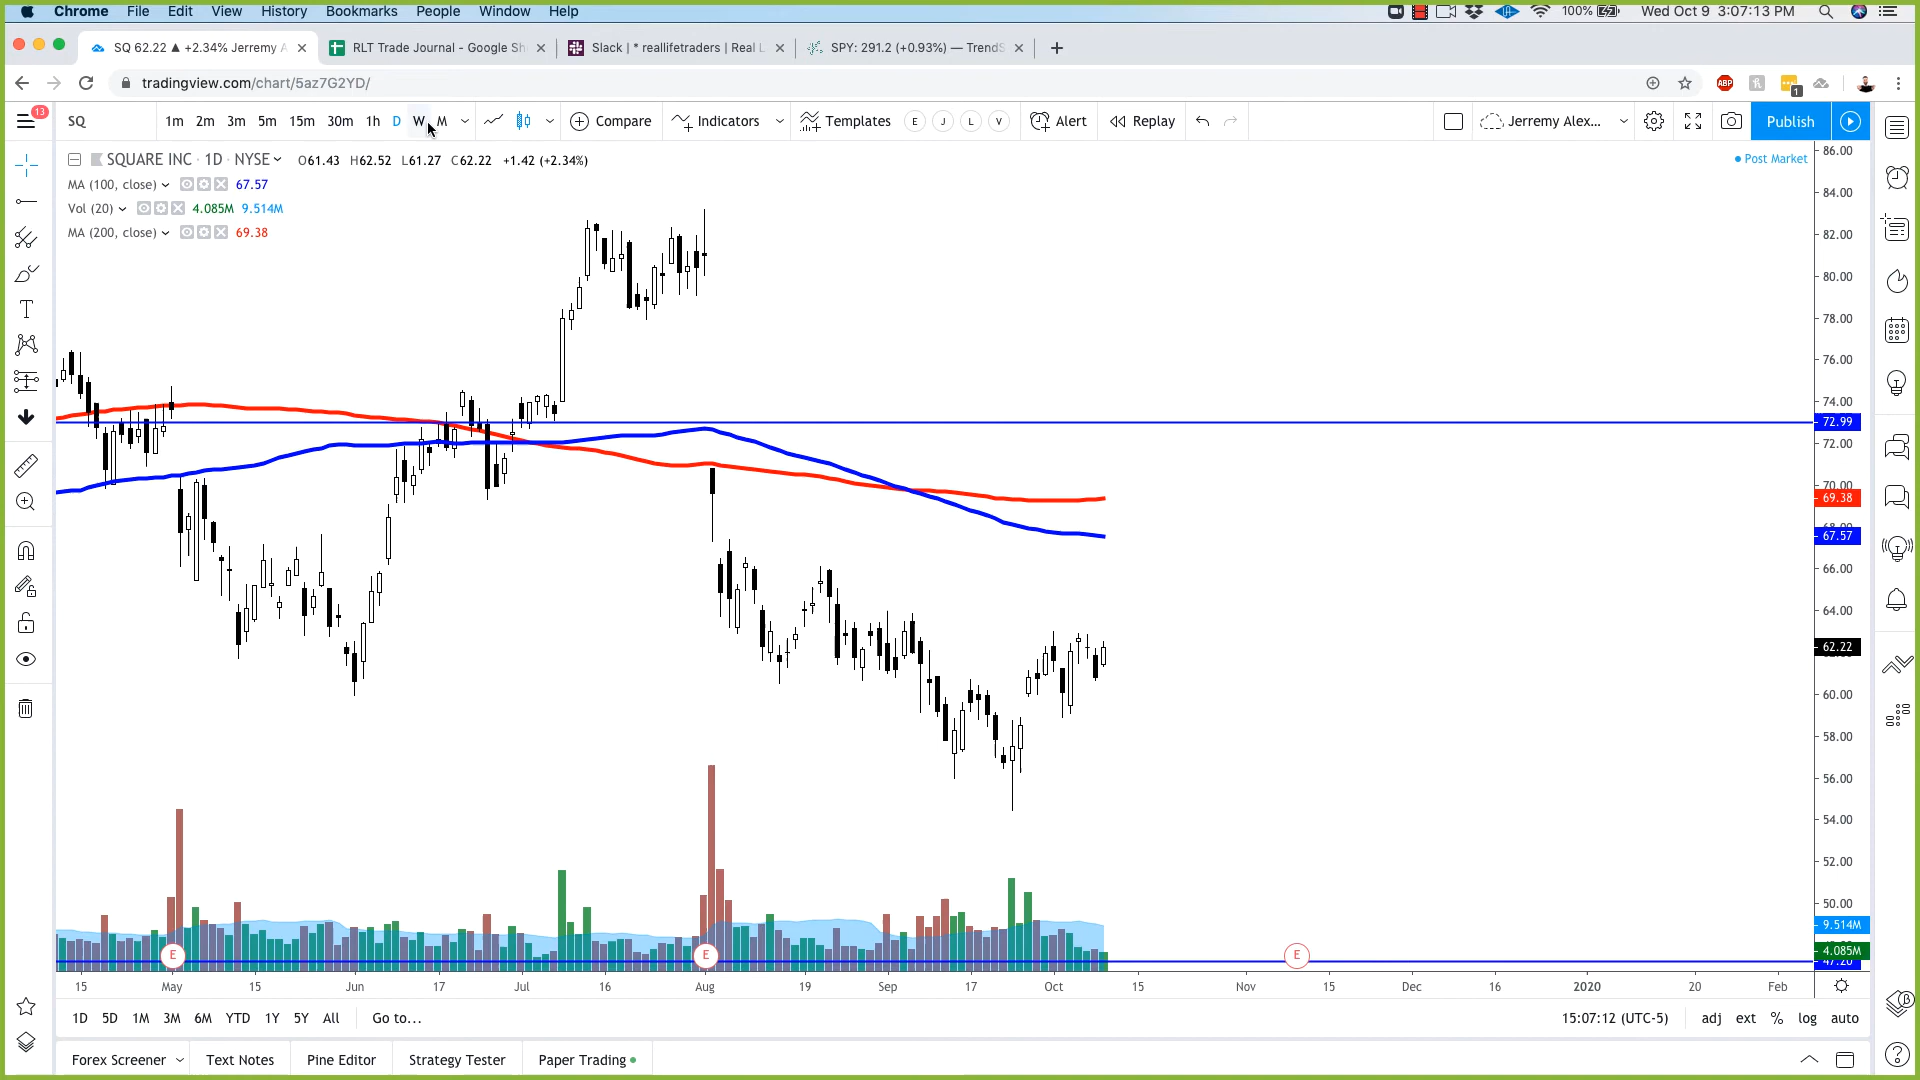 Chrome File Edit View History Bookmarks People Window Help 100% Wed Oct 9 3:07:13 PM
SQ 62.22 ▲ +2.34% Jerremy A RLT Trade Journal - Google Sh Slack | * reallifetraders | Real L SPY: 291.2 (+0.93%) — TrendS
tradingview.com/chart/5az7G2YD/ ABP 1
13 SQ 1m 2m 3m 5m 15m 30m 1h D W M Compare Indicators Templates E J L V Alert Replay Jerremy Alex... Publish
SQUARE INC · 1D · NYSE O61.43 H62.52 L61.27 C62.22 +1.42 (+2.34%)
Post Market
MA (100, close) 67.57
Vol (20) 4.085M 9.514M
MA (200, close) 69.38
86.00
84.00
82.00
80.00
78.00
76.00
74.00
72.99
72.00
70.00
69.38
68.00
67.57
66.00
64.00
62.22
60.00
58.00
56.00
54.00
52.00
50.00
9.514M
4.085M
47.20
E E E
15 May 15 Jun 17 Jul 16 Aug 19 Sep 17 Oct 15 Nov 15 Dec 16 2020 20 Feb
1D 5D 1M 3M 6M YTD 1Y 5Y All Go to... 15:07:12 (UTC-5) adj ext % log auto
Forex Screener Text Notes Pine Editor Strategy Tester Paper Trading